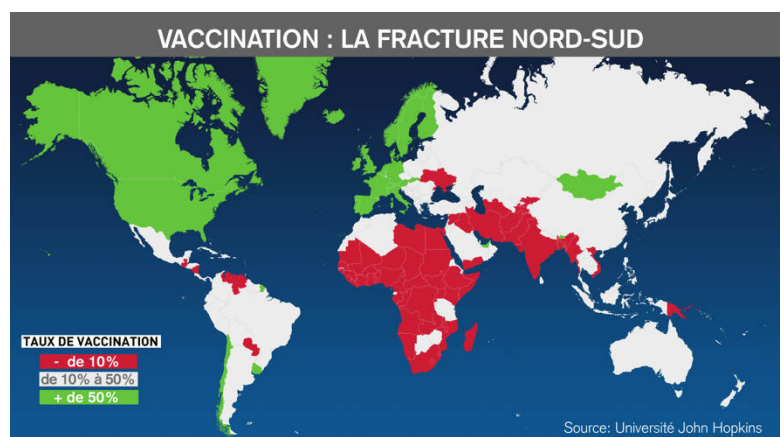 VACCINATION : LA FRACTURE NORD-SUD
TAUX DE VACCINATION
- de 10%
de 10% à 50%
+ de 50%
Source: Université John Hopkins